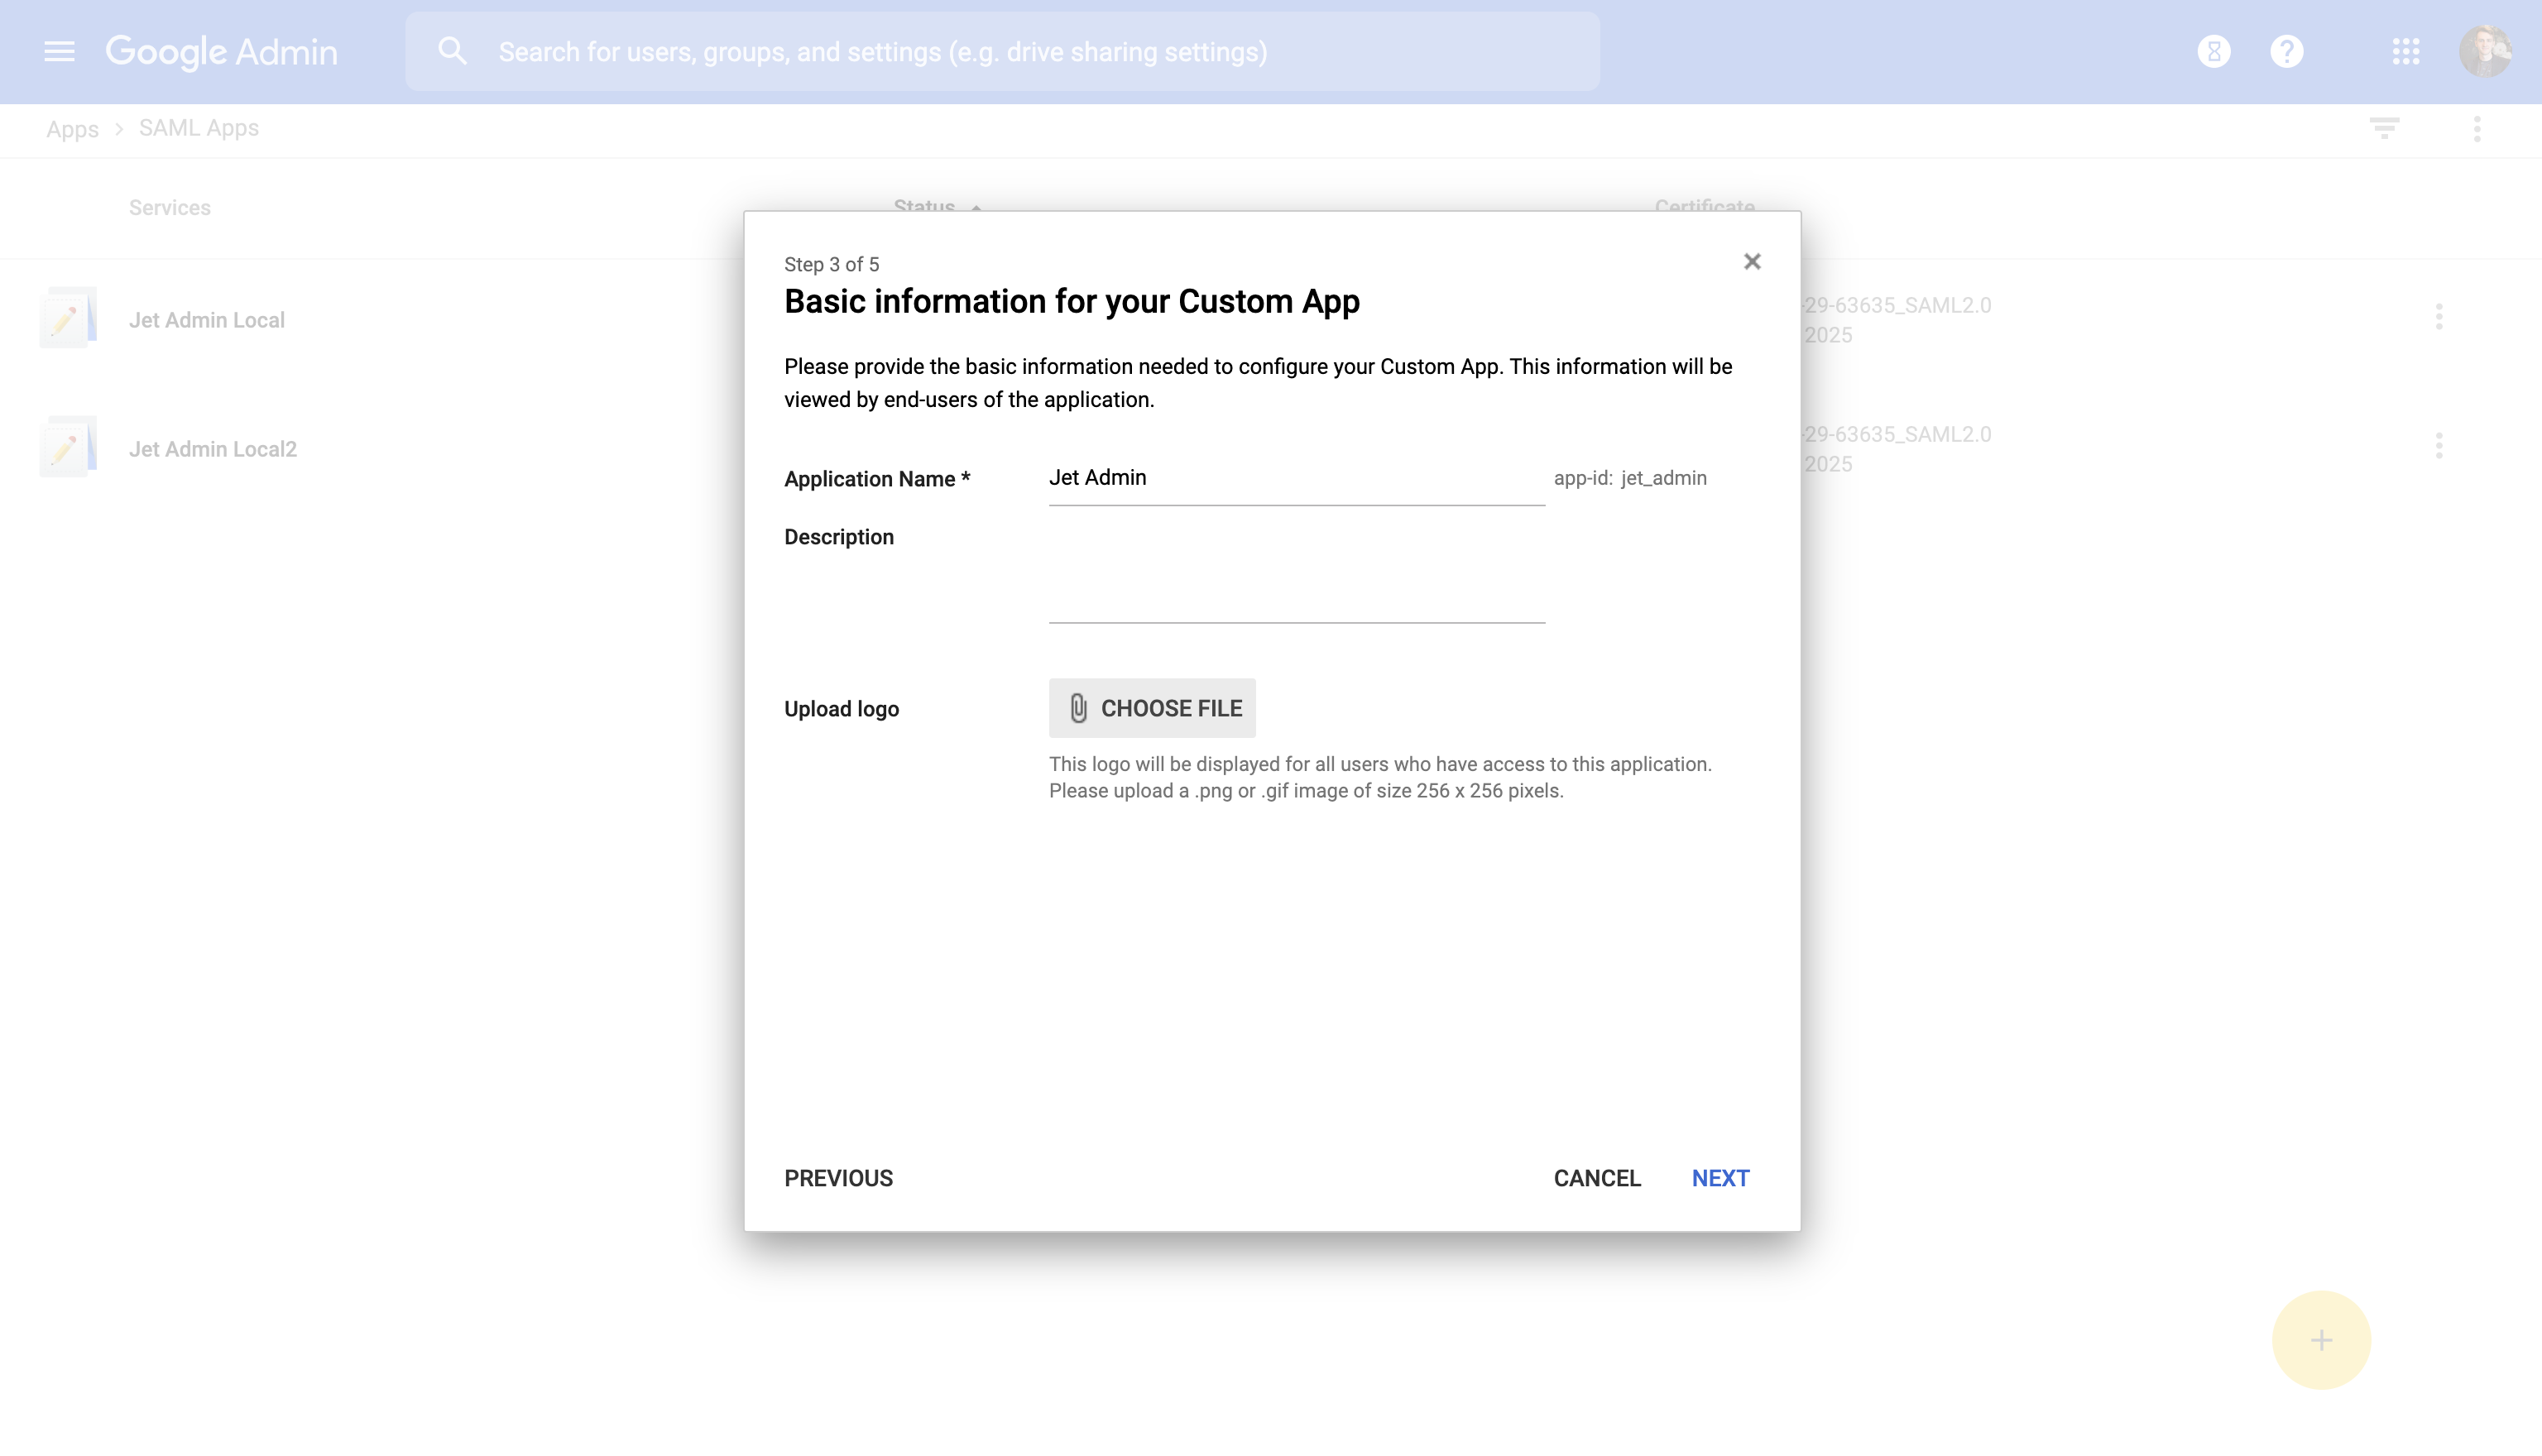 Google Admin
Search for users, groups, and settings (e.g. drive sharing settings)
Apps > SAML Apps
Services
Status
Certificate
Jet Admin Local
-29-63635_SAML2.0
2025
Jet Admin Local2
-29-63635_SAML2.0
2025
Step 3 of 5
Basic information for your Custom App
Please provide the basic information needed to configure your Custom App. This information will be
viewed by end-users of the application.
Application Name *
Jet Admin
app-id: jet_admin
Description
Upload logo
CHOOSE FILE
This logo will be displayed for all users who have access to this application.
Please upload a .png or .gif image of size 256 x 256 pixels.
PREVIOUS
CANCEL
NEXT